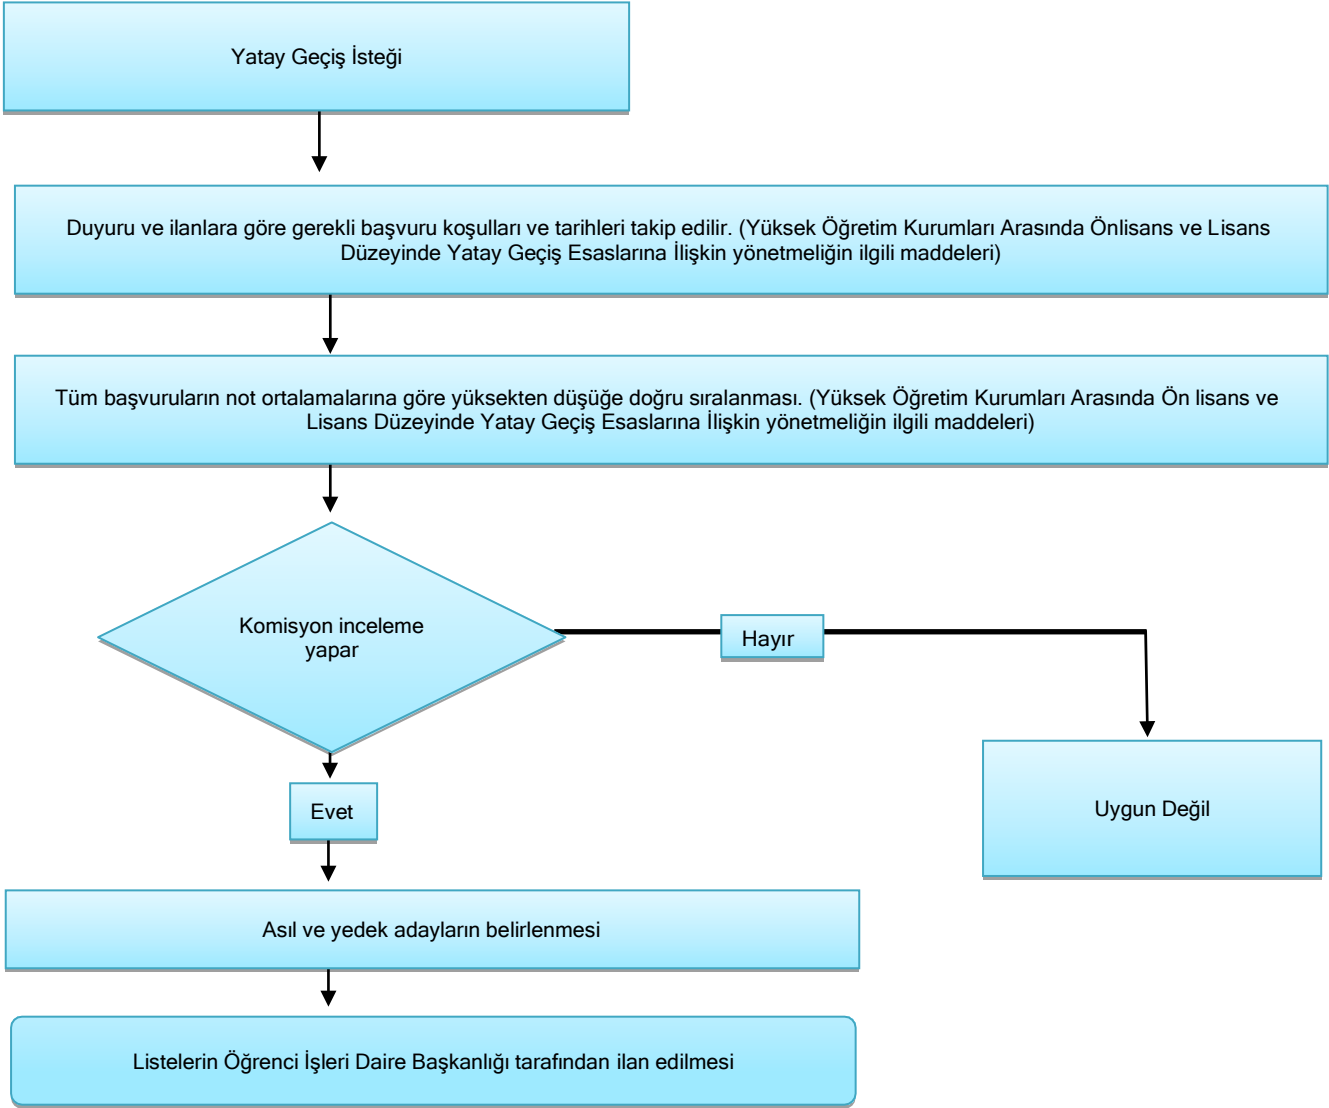 Yatay Geçiş İsteği
Duyuru ve ilanlara göre gerekli başvuru koşulları ve tarihleri takip edilir. (Yüksek Öğretim Kurumları Arasında Önlisans ve Lisans
Düzeyinde Yatay Geçiş Esaslarına İlişkin yönetmeliğin ilgili maddeleri)
Tüm başvuruların not ortalamalarına göre yüksekten düşüğe doğru sıralanması. (Yüksek Öğretim Kurumları Arasında Ön lisans ve
Lisans Düzeyinde Yatay Geçiş Esaslarına İlişkin yönetmeliğin ilgili maddeleri)
Komisyon inceleme
yapar
Hayır
Evet
Uygun Değil
Asıl ve yedek adayların belirlenmesi
Listelerin Öğrenci İşleri Daire Başkanlığı tarafından ilan edilmesi